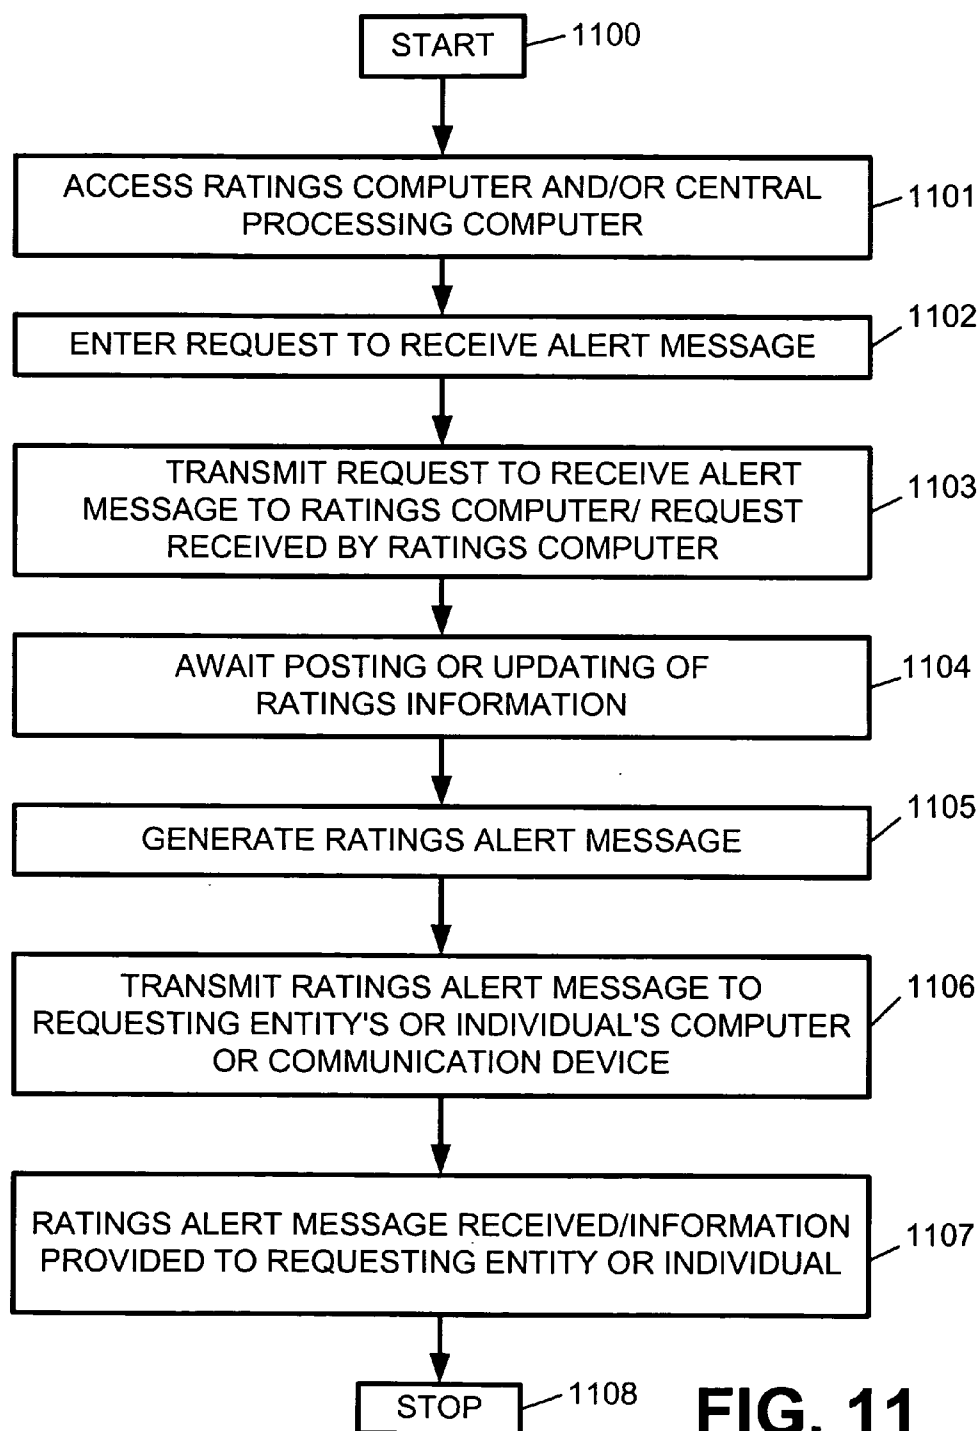 START
1100
ACCESS RATINGS COMPUTER AND/OR CENTRAL
PROCESSING COMPUTER
1101
ENTER REQUEST TO RECEIVE ALERT MESSAGE
1102
TRANSMIT REQUEST TO RECEIVE ALERT
MESSAGE TO RATINGS COMPUTER/ REQUEST
RECEIVED BY RATINGS COMPUTER
1103
AWAIT POSTING OR UPDATING OF
RATINGS INFORMATION
1104
GENERATE RATINGS ALERT MESSAGE
1105
TRANSMIT RATINGS ALERT MESSAGE TO
REQUESTING ENTITY'S OR INDIVIDUAL'S COMPUTER
OR COMMUNICATION DEVICE
1106
RATINGS ALERT MESSAGE RECEIVED/INFORMATION
PROVIDED TO REQUESTING ENTITY OR INDIVIDUAL
1107
STOP
1108
FIG. 11